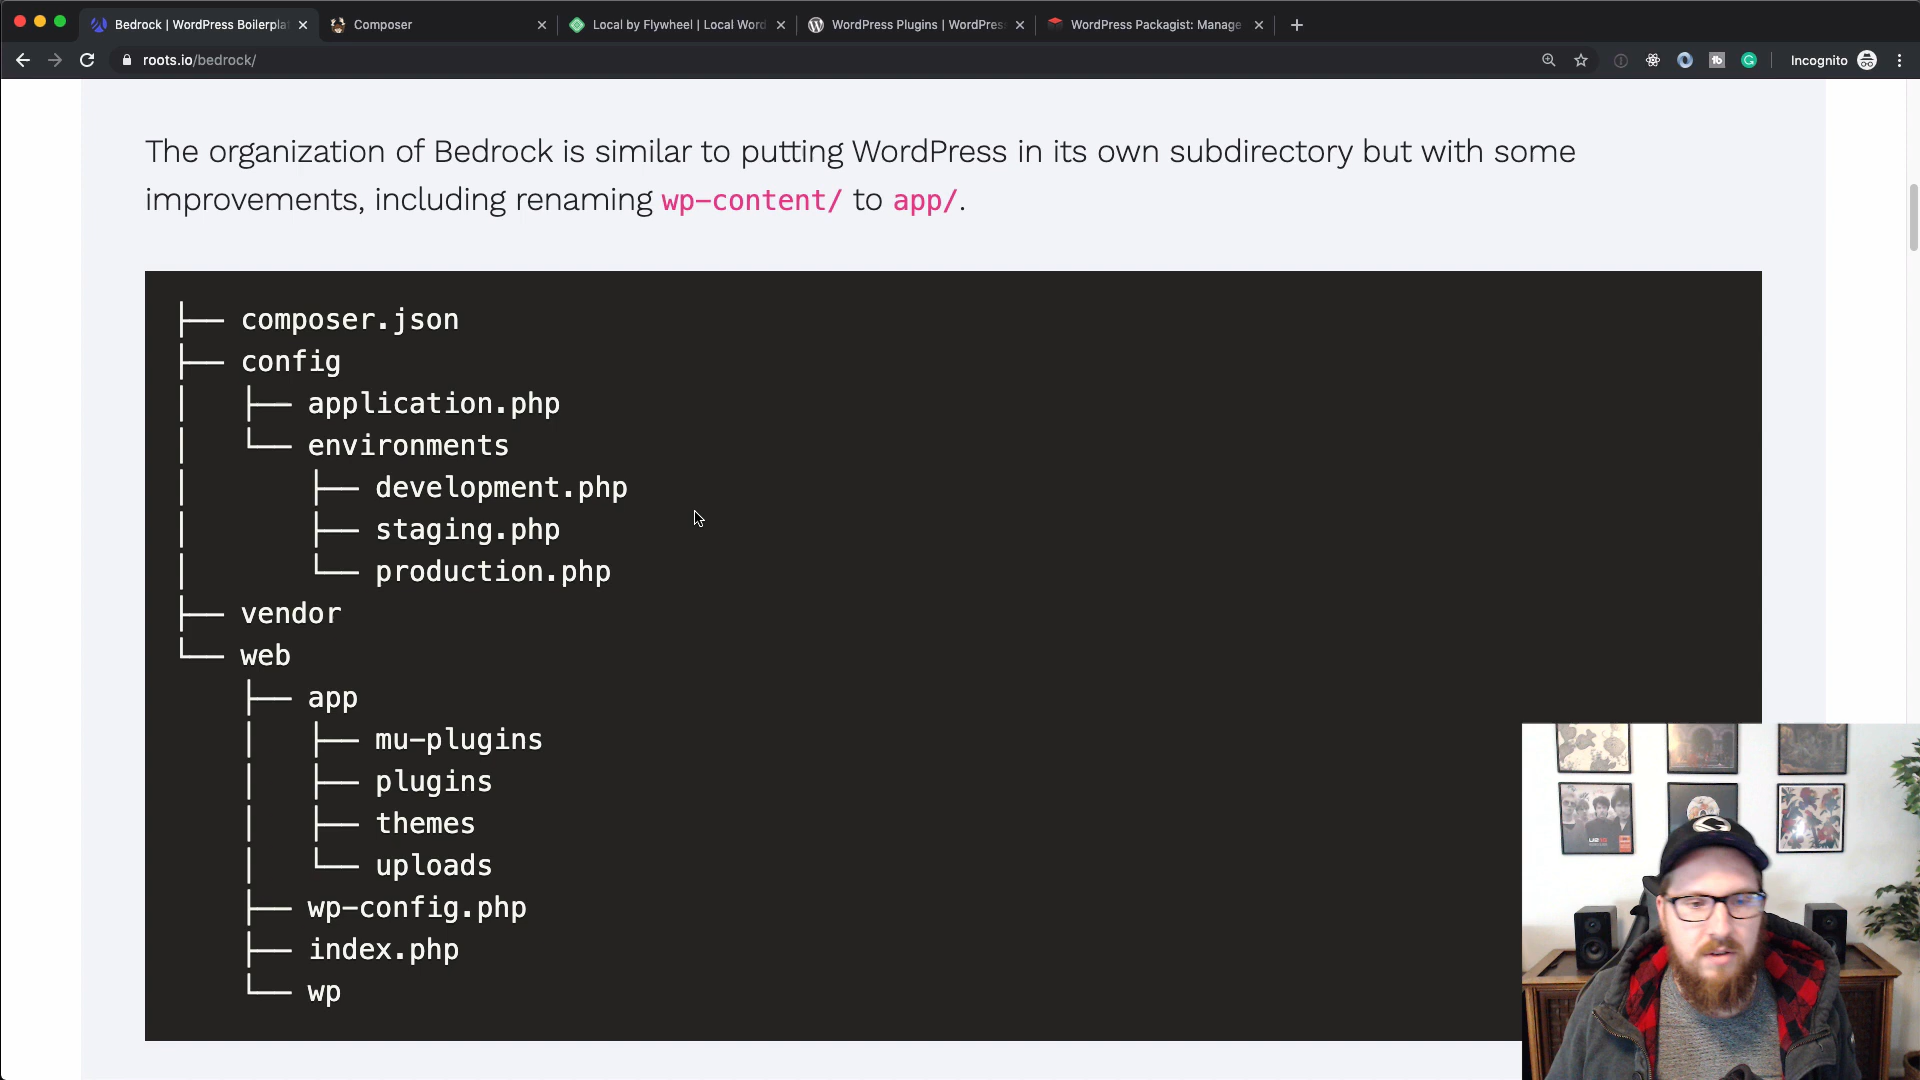 Bedrock | WordPress Boilerpla
Composer
Local by Flywheel | Local Word
WordPress Plugins | WordPres
WordPress Packagist: Manage
roots.io/bedrock/
Incognito
The organization of Bedrock is similar to putting WordPress in its own subdirectory but with some
improvements, including renaming wp-content/ to app/.
├── composer.json
├── config
│   ├── application.php
│   └── environments
│       ├── development.php
│       ├── staging.php
│       └── production.php
├── vendor
└── web
    ├── app
    │   ├── mu-plugins
    │   ├── plugins
    │   ├── themes
    │   └── uploads
    ├── wp-config.php
    ├── index.php
    └── wp